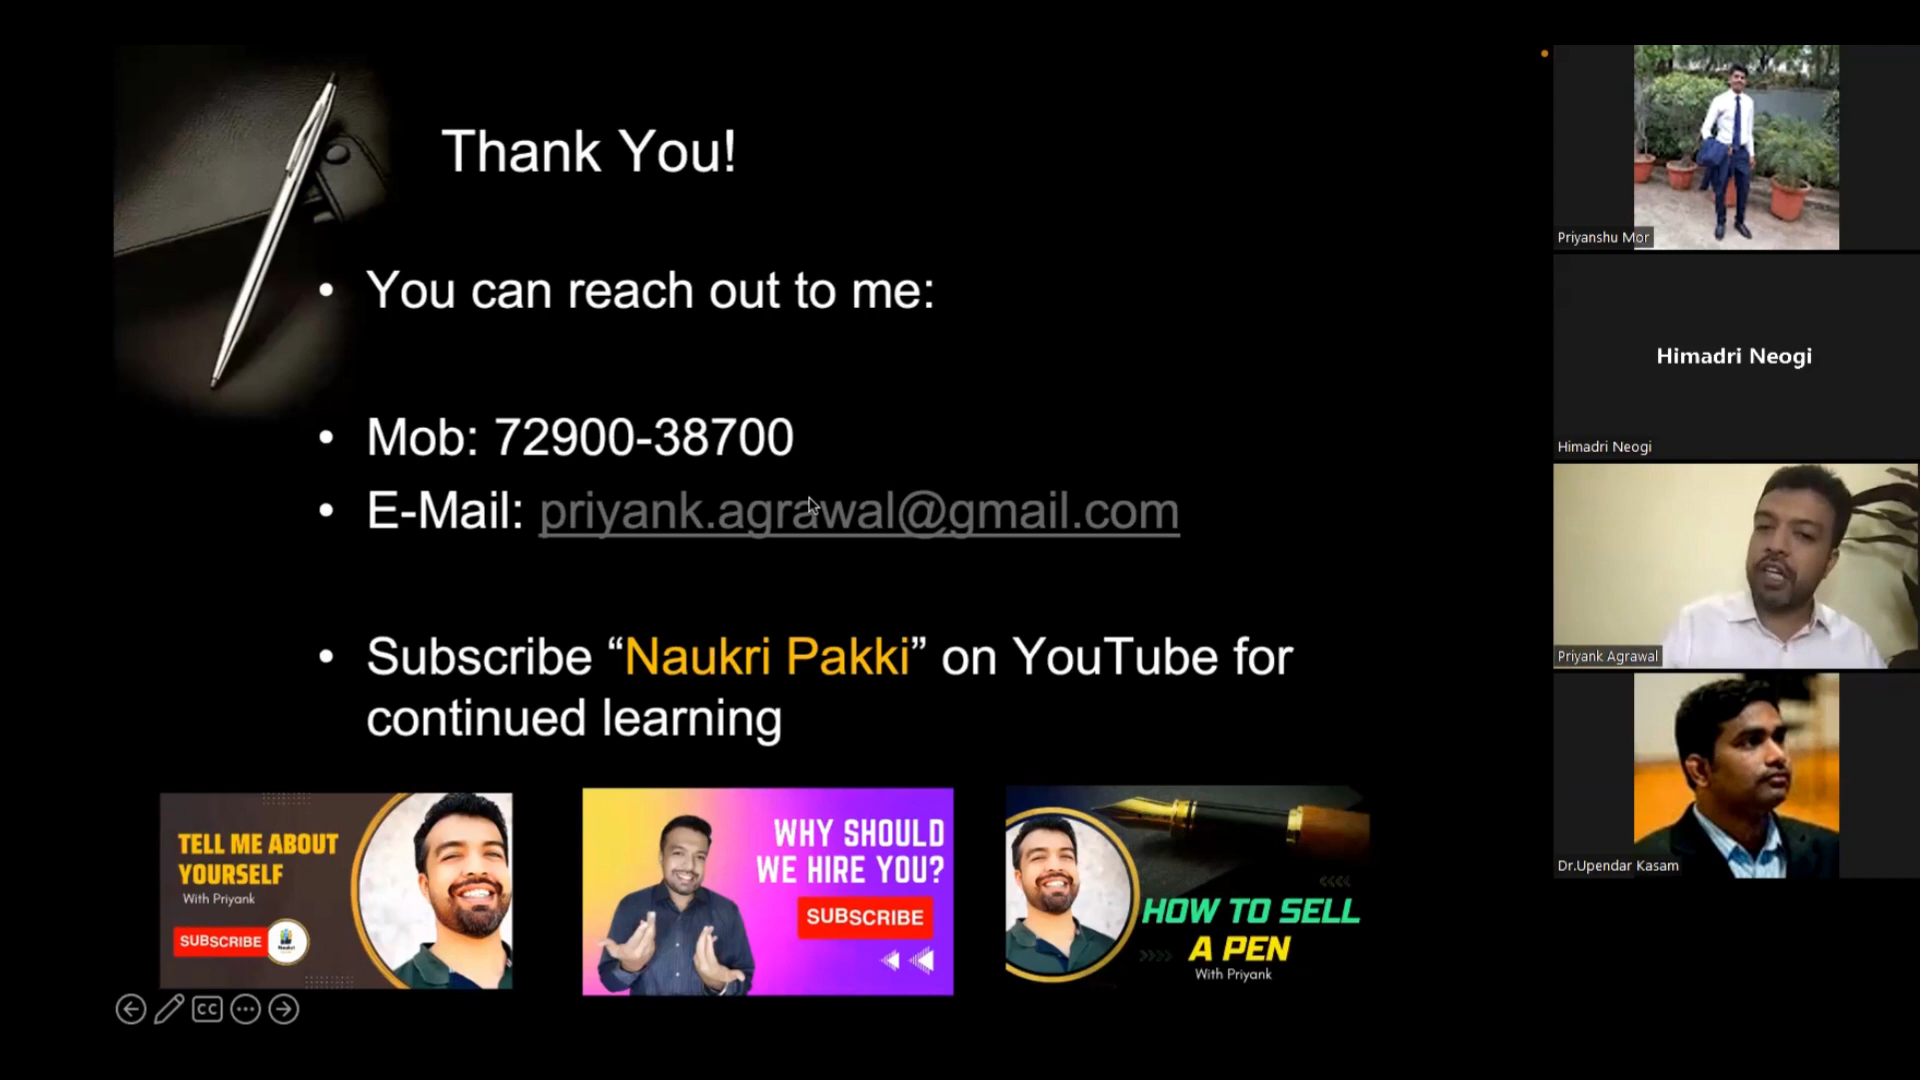 Thank You!
• You can reach out to me:
• Mob: 72900-38700
• E-Mail: priyank.agrawal@gmail.com
• Subscribe “Naukri Pakki” on YouTube for
continued learning
TELL ME ABOUT
YOURSELF
With Priyank
SUBSCRIBE
WHY SHOULD
WE HIRE YOU?
SUBSCRIBE
HOW TO SELL
A PEN
With Priyank
CC
Priyanshu Mor
Himadri Neogi
Himadri Neogi
Priyank Agrawal
Dr.Upendar Kasam